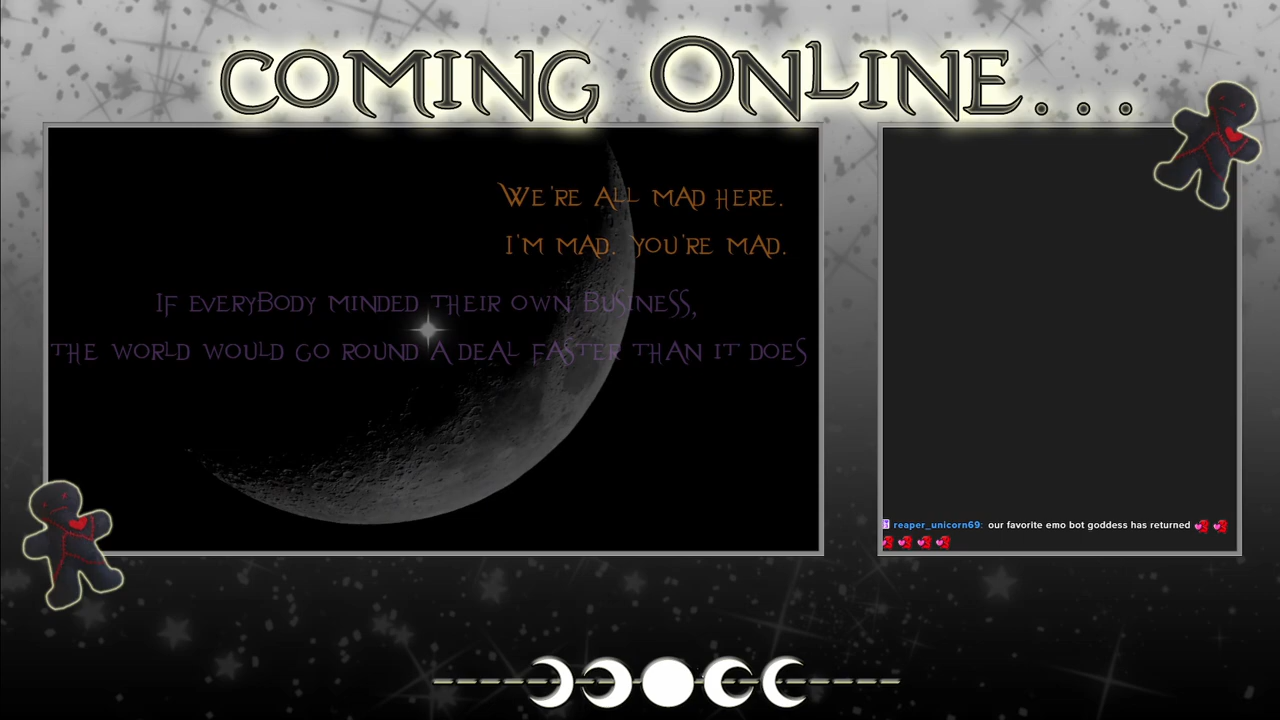 COMING ONLINE...
WE'RE ALL MAD HERE.
I'M MAD. YOU'RE MAD.
IF EVERYBODY MINDED THEIR OWN BUSINESS,
THE WORLD WOULD GO ROUND A DEAL FASTER THAN IT DOES
reaper_unicorn69: our favorite emo bot goddess has returned